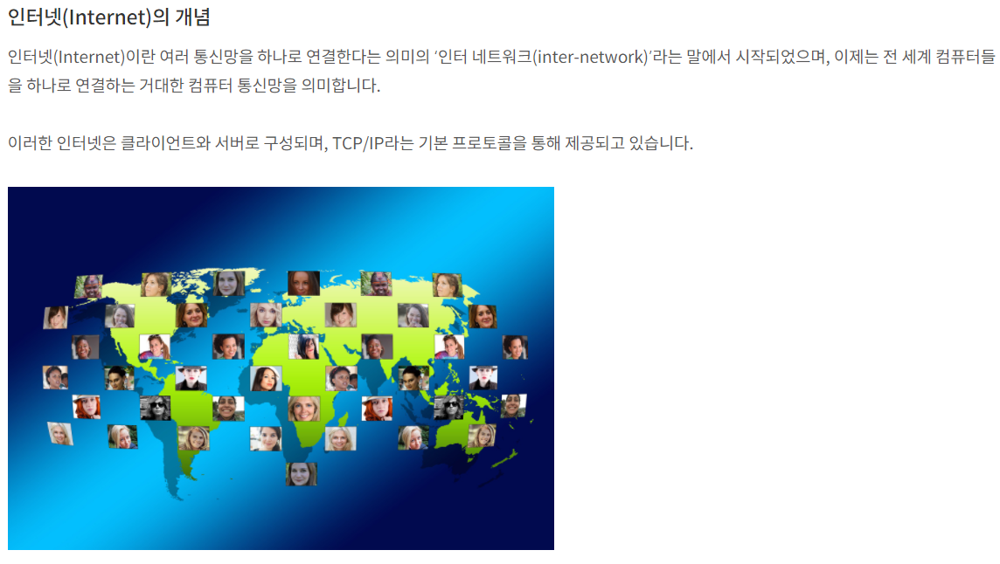 인터넷(Internet)의 개념
인터넷(Internet)이란 여러 통신망을 하나로 연결한다는 의미의 ‘인터 네트워크(inter-network)’라는 말에서 시작되었으며, 이제는 전 세계 컴퓨터들
을 하나로 연결하는 거대한 컴퓨터 통신망을 의미합니다.
이러한 인터넷은 클라이언트와 서버로 구성되며, TCP/IP라는 기본 프로토콜을 통해 제공되고 있습니다.